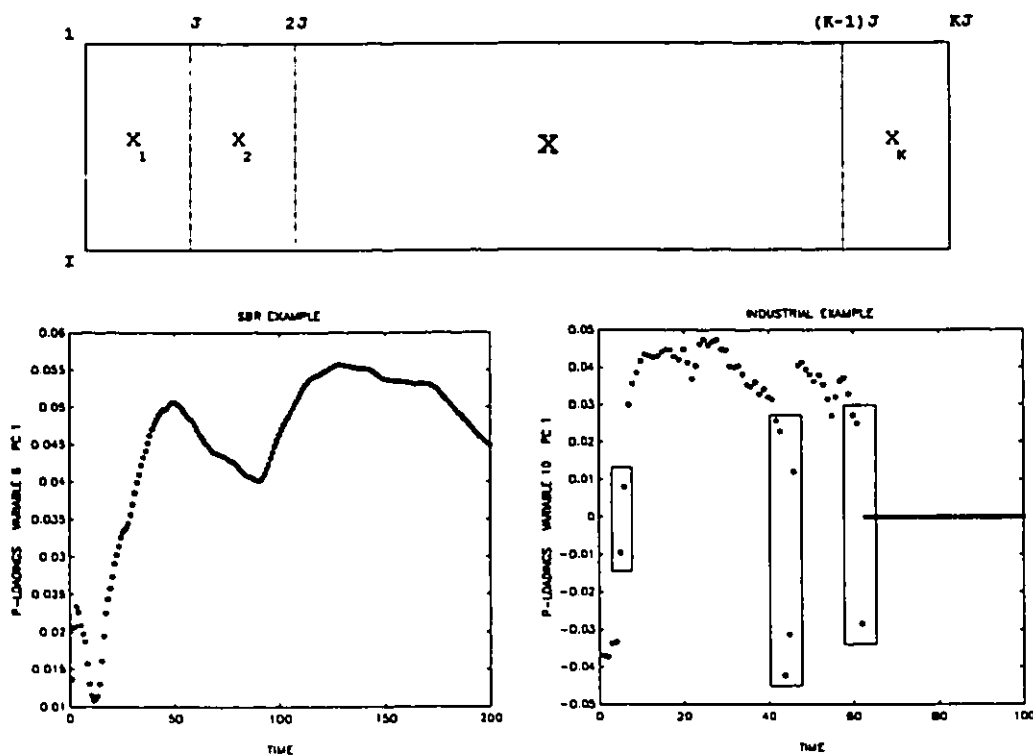 1 J 2J (K-1)J KJ
X1 X2 X XK
I
SBR EXAMPLE
P-LOADINGS VARIABLE 6 PC 1
0.06
0.055
0.05
0.045
0.04
0.035
0.03
0.025
0.02
0.015
0.01
0 50 100 150 200
TIME
INDUSTRIAL EXAMPLE
P-LOADINGS VARIABLE 10 PC 1
0.05
0.04
0.03
0.02
0.01
0
-0.01
-0.02
-0.03
-0.04
-0.05
0 20 40 60 80 100
TIME